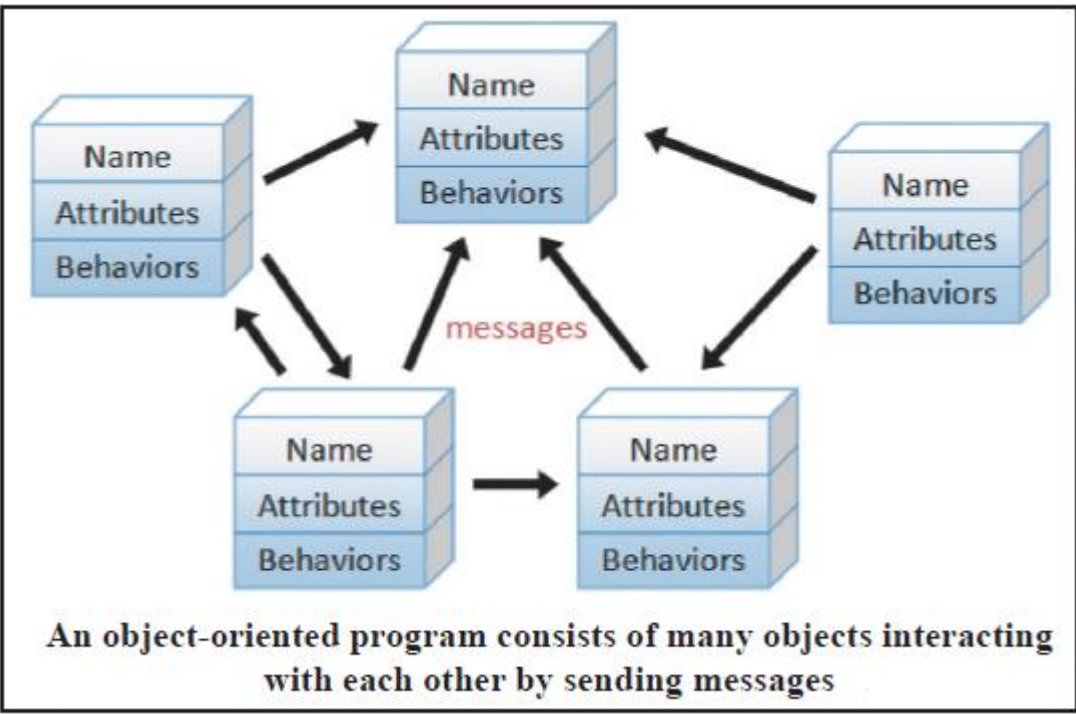 Name
Attributes
Behaviors
Name
Attributes
Behaviors
Name
Attributes
Behaviors
messages
Name
Attributes
Behaviors
Name
Attributes
Behaviors
An object-oriented program consists of many objects interacting
with each other by sending messages